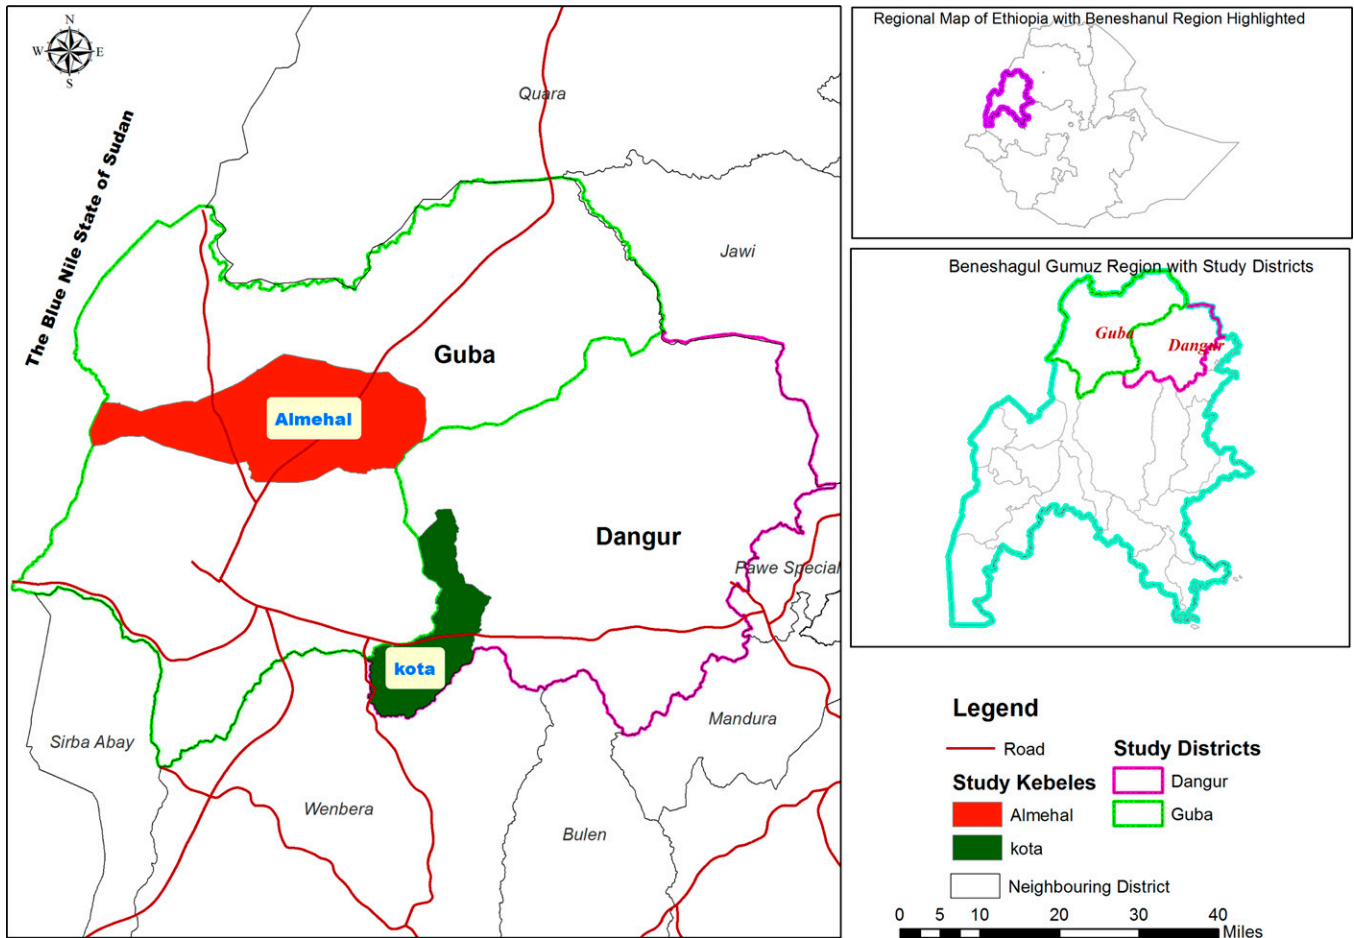 N
W
E
S
The Blue Nile State of Sudan
Quara
Jawi
Guba
Almehal
Dangur
Pawe Special
kota
Mandura
Sirba Abay
Wenbera
Bulen
Regional Map of Ethiopia with Beneshanul Region Highlighted
Beneshagul Gumuz Region with Study Districts
Guba
Dangur
Legend
Road
Study Kebeles
Almehal
kota
Neighbouring District
Study Districts
Dangur
Guba
0 5 10 20 30 40
Miles